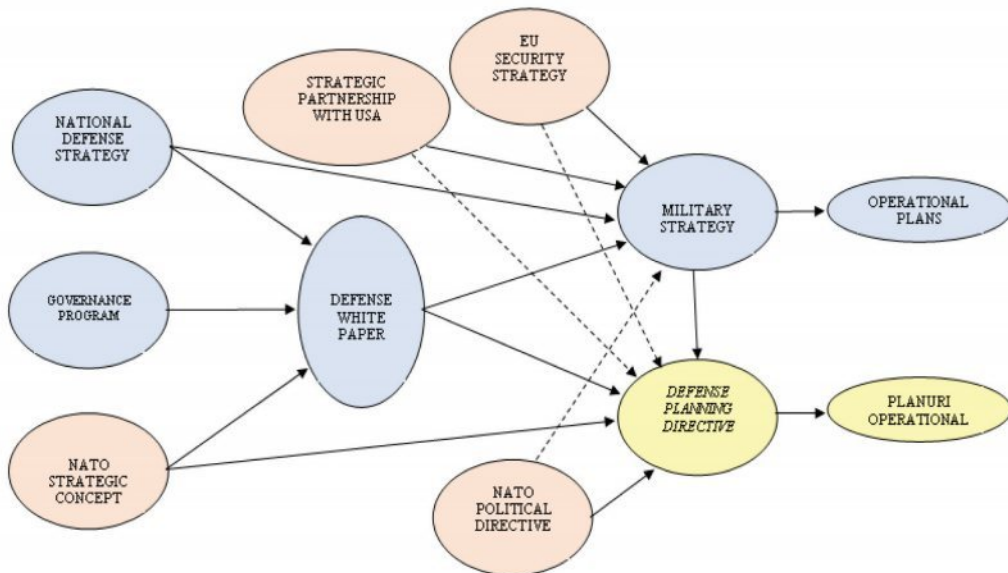 EU
SECURITY
STRATEGY
STRATEGIC
PARTNERSHIP
WITH USA
NATIONAL
DEFENSE
STRATEGY
MILITARY
STRATEGY
OPERATIONAL
PLANS
GOVERNANCE
PROGRAM
DEFENSE
WHITE
PAPER
DEFENSE
PLANNING
DIRECTIVE
PLANURI
OPERATIONAL
NATO
STRATEGIC
CONCEPT
NATO
POLITICAL
DIRECTIVE